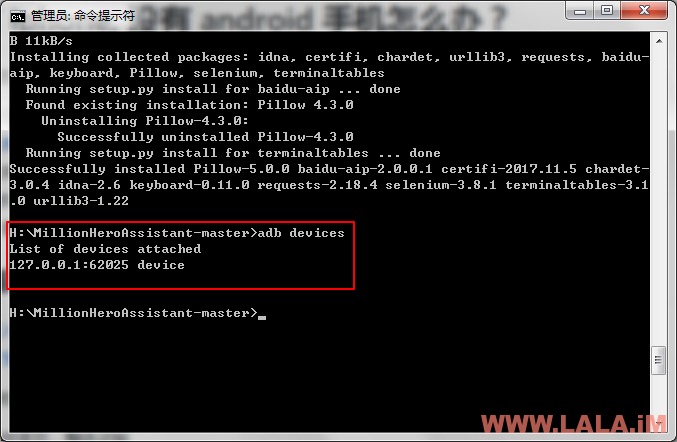 没有 android 手机怎么办？
管理员: 命令提示符
B 11kB/s
Installing collected packages: idna, certifi, chardet, urllib3, requests, baidu-
aip, keyboard, Pillow, selenium, terminaltables
Running setup.py install for baidu-aip ... done
Found existing installation: Pillow 4.3.0
Uninstalling Pillow-4.3.0:
Successfully uninstalled Pillow-4.3.0
Running setup.py install for terminaltables ... done
Successfully installed Pillow-5.0.0 baidu-aip-2.0.0.1 certifi-2017.11.5 chardet-
3.0.4 idna-2.6 keyboard-0.11.0 requests-2.18.4 selenium-3.8.1 terminaltables-3.1
.0 urllib3-1.22
H:\MillionHeroAssistant-master>adb devices
List of devices attached
127.0.0.1:62025 device
H:\MillionHeroAssistant-master>_
WWW.LALA.iM